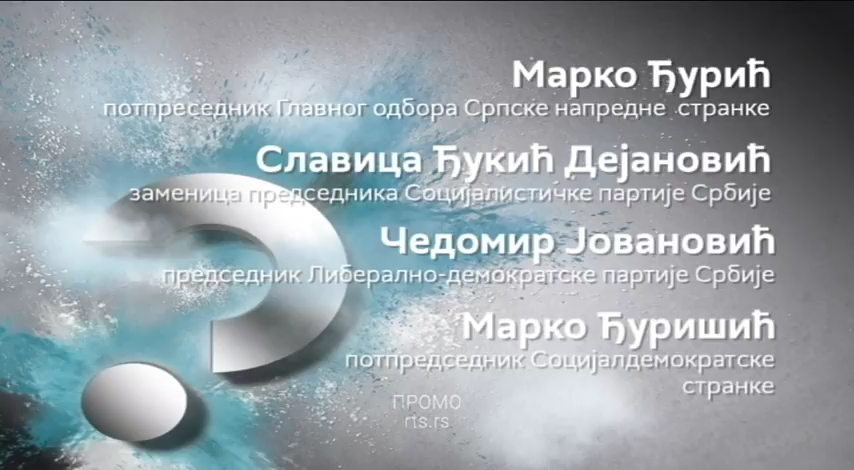 Марко Ђурић
потпреседник Главног одбора Српске напредне странке
Славица Ђукић Дејановић
заменица председника Социјалистичке партије Србије
Чедомир Јовановић
председник Либерално-демократске партије Србије
Марко Ђуришић
потпредседник Социјалдемократске
странке
ПРОМО
rts.rs